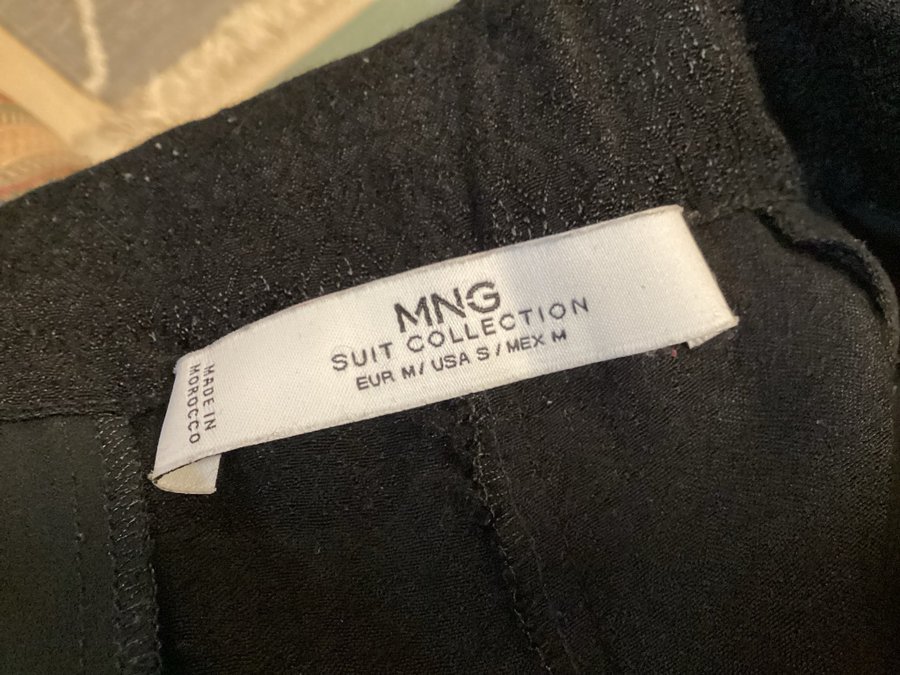 MNG
SUIT COLLECTION
EUR M / USA S / MEX M
MADE IN
MOROCCO